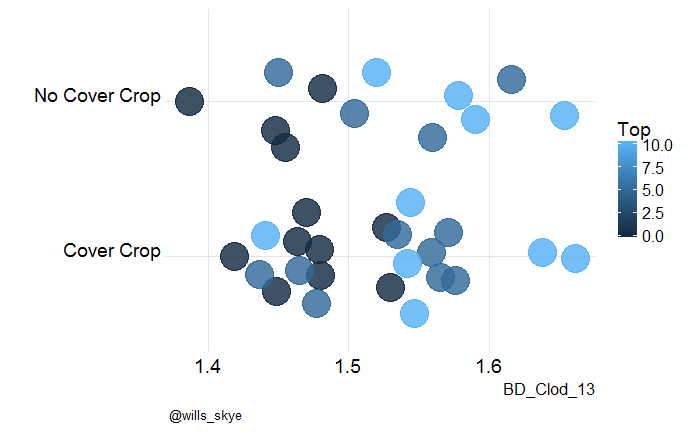 No Cover Crop
Cover Crop
Top
10.0
7.5
5.0
2.5
0.0
1.4 1.5 1.6
BD_Clod_13
@wills_skye